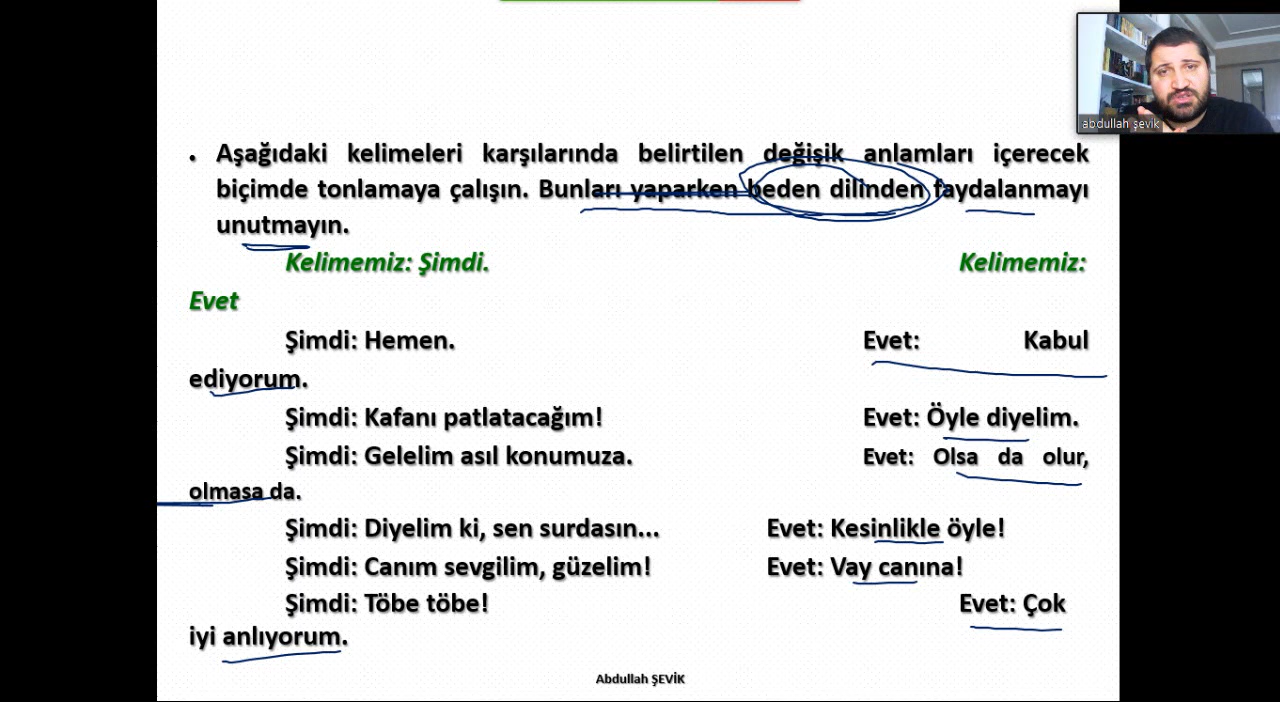 abdullah şevik
• Aşağıdaki kelimeleri karşılarında belirtilen değişik anlamları içerecek
biçimde tonlamaya çalışın. Bunları yaparken beden dilinden faydalanmayı
unutmayın.
Kelimemiz: Şimdi. Kelimemiz:
Evet
Şimdi: Hemen. Evet: Kabul
ediyorum.
Şimdi: Kafanı patlatacağım! Evet: Öyle diyelim.
Şimdi: Gelelim asıl konumuza. Evet: Olsa da olur,
olmasa da.
Şimdi: Diyelim ki, sen surdasın... Evet: Kesinlikle öyle!
Şimdi: Canım sevgilim, güzelim! Evet: Vay canına!
Şimdi: Töbe töbe! Evet: Çok
iyi anlıyorum.
Abdullah ŞEVİK